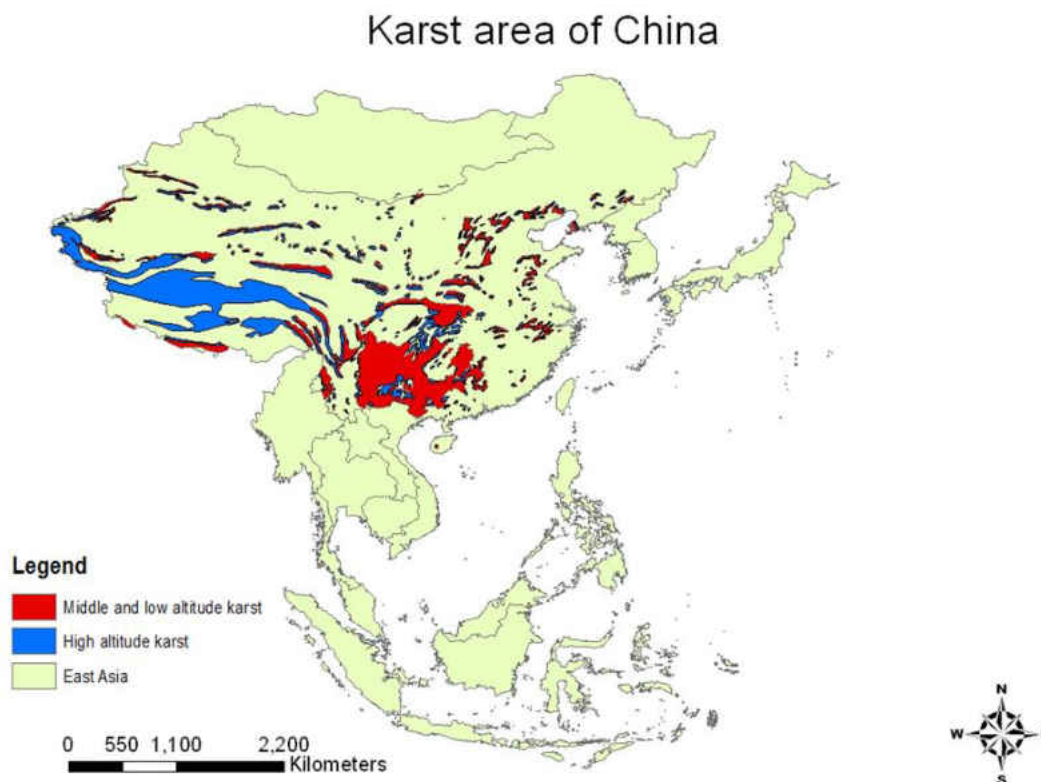 Karst area of China
Legend
Middle and low altitude karst
High altitude karst
East Asia
0 550 1,100 2,200
Kilometers
N
W E
S